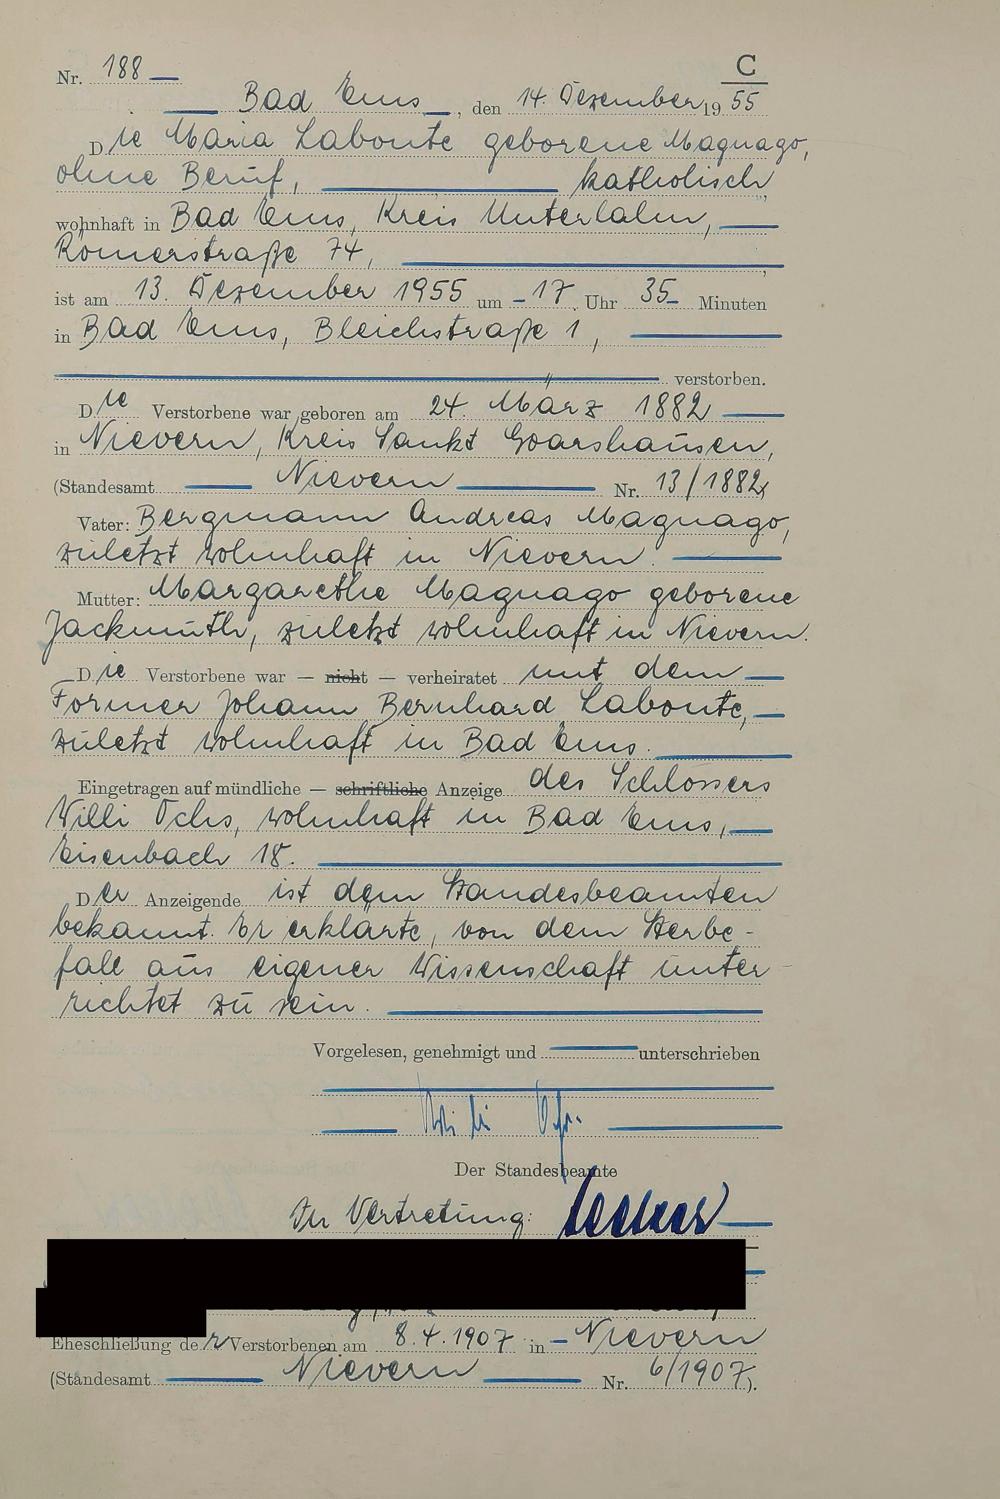 C
Nr. 188
Bad Ems, den 14. Dezember 1955
Die Maria Labonte geborene Magnago,
ohne Beruf, katholisch,
wohnhaft in Bad Ems, Kreis Unterlahn,
Römerstraße 74,
ist am 13. Dezember 1955 um 17 Uhr 35 Minuten
in Bad Ems, Bleichstraße 1,
verstorben.
Die Verstorbene war geboren am 24. März 1882
in Nievern, Kreis Sankt Goarshausen,
(Standesamt Nievern Nr. 13/1882)
Vater: Bergmann Andreas Magnago,
zuletzt wohnhaft in Nievern.
Mutter: Margarethe Magnago geborene
Jackmuth, zuletzt wohnhaft in Nievern.
Die Verstorbene war — nicht — verheiratet mit dem
Former Johann Bernhard Labonte,
zuletzt wohnhaft in Bad Ems.
Eingetragen auf mündliche — schriftliche Anzeige des Schlossers
Willi Ochs, wohnhaft in Bad Ems,
Eisenbach 18.
Der Anzeigende ist dem Standesbeamten
bekannt. Er erklärte, von dem Sterbe-
fall aus eigener Wissenschaft unter-
richtet zu sein.
Vorgelesen, genehmigt und unterschrieben
Willi Ochs
Der Standesbeamte
In Vertretung:
Eheschließung der Verstorbenen am 8.4.1907 in Nievern
(Standesamt Nievern Nr. 6/1907).